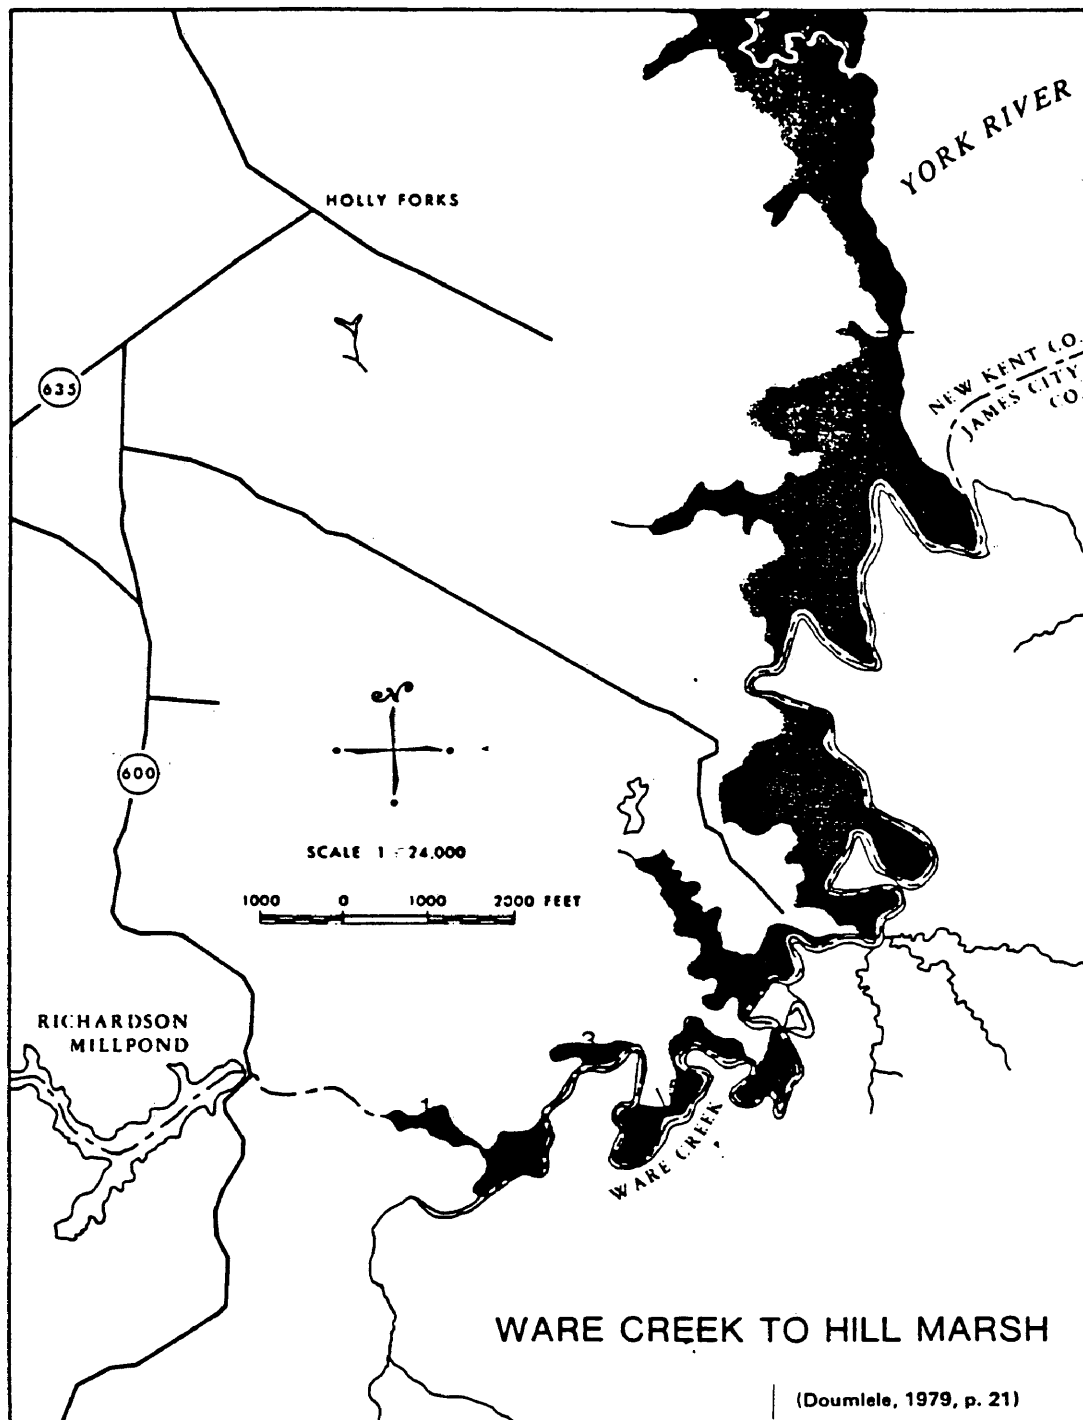 YORK RIVER
HOLLY FORKS
NEW KENT CO.
JAMES CITY
CO.
635
N
600
SCALE 1 : 24,000
1000 0 1000 2000 FEET
RICHARDSON
MILLPOND
3
1
WARE CREEK
WARE CREEK TO HILL MARSH
(Doumlele, 1979, p. 21)